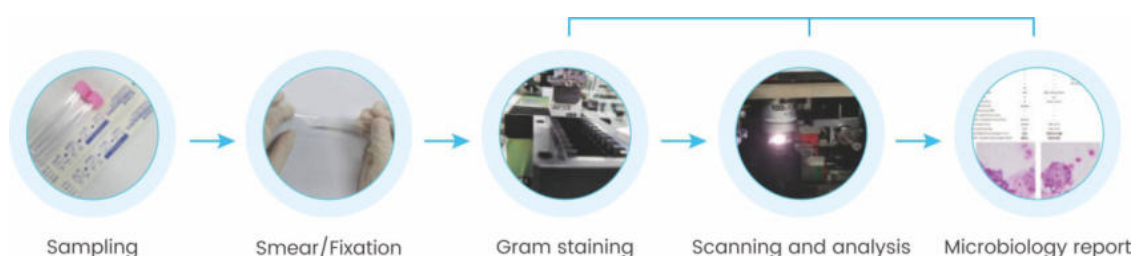 Sampling
Smear/Fixation
Gram staining
Scanning and analysis
Microbiology report